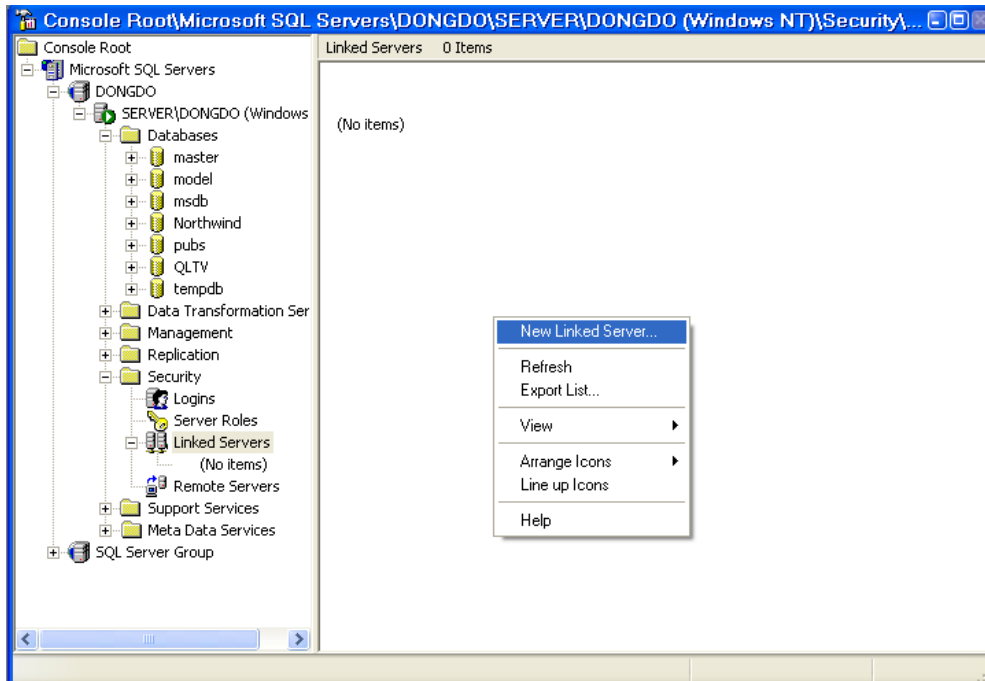 Console Root\Microsoft SQL Servers\DONGDO\SERVER\DONGDO (Windows NT)\Security\...
Console Root
Microsoft SQL Servers
DONGDO
SERVER\DONGDO (Windows
Databases
master
model
msdb
Northwind
pubs
QLTV
tempdb
Data Transformation Ser
Management
Replication
Security
Logins
Server Roles
Linked Servers
(No items)
Remote Servers
Support Services
Meta Data Services
SQL Server Group
Linked Servers 0 Items
(No items)
New Linked Server...
Refresh
Export List...
View
Arrange Icons
Line up Icons
Help